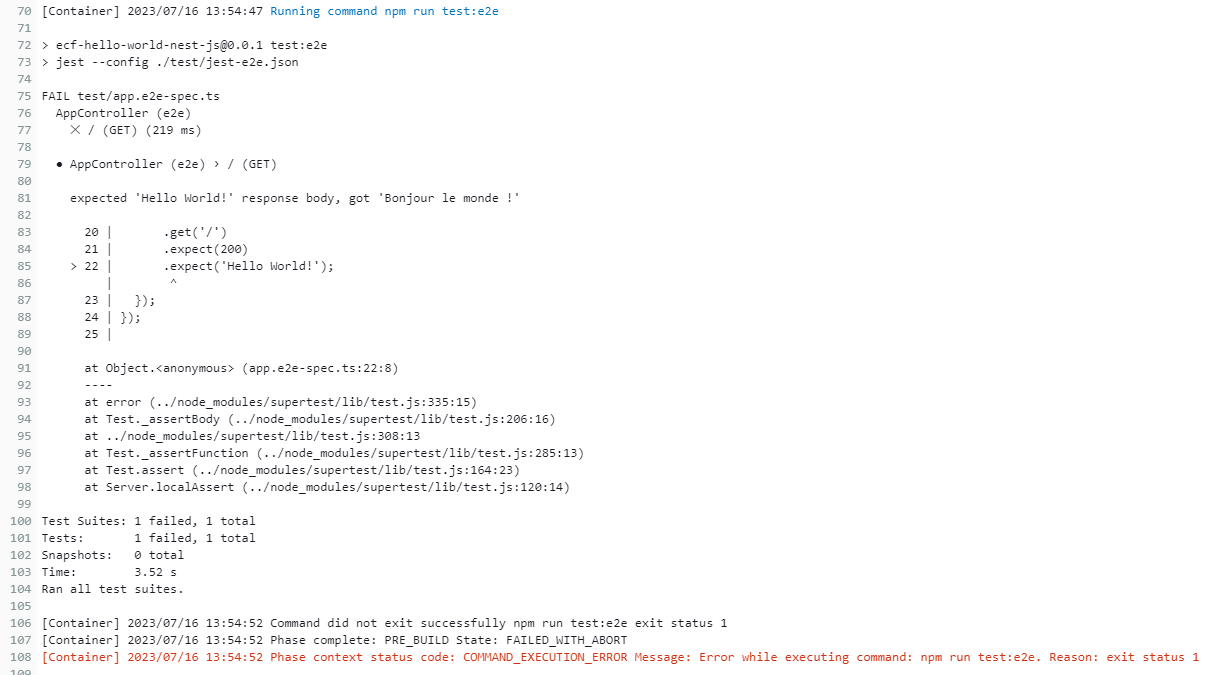 70 [Container] 2023/07/16 13:54:47 Running command npm run test:e2e
71
72 > ecf-hello-world-nest-js@0.0.1 test:e2e
73 > jest --config ./test/jest-e2e.json
74
75 FAIL test/app.e2e-spec.ts
76   AppController (e2e)
77     ✕ / (GET) (219 ms)
78
79   ● AppController (e2e) › / (GET)
80
81     expected 'Hello World!' response body, got 'Bonjour le monde !'
82
83       20 |       .get('/')
84       21 |       .expect(200)
85     > 22 |       .expect('Hello World!');
86          |        ^
87       23 |   });
88       24 | });
89       25 |
90
91       at Object.<anonymous> (app.e2e-spec.ts:22:8)
92       ----
93       at error (../node_modules/supertest/lib/test.js:335:15)
94       at Test._assertBody (../node_modules/supertest/lib/test.js:206:16)
95       at ../node_modules/supertest/lib/test.js:308:13
96       at Test._assertFunction (../node_modules/supertest/lib/test.js:285:13)
97       at Test.assert (../node_modules/supertest/lib/test.js:164:23)
98       at Server.localAssert (../node_modules/supertest/lib/test.js:120:14)
99
100 Test Suites: 1 failed, 1 total
101 Tests:       1 failed, 1 total
102 Snapshots:   0 total
103 Time:        3.52 s
104 Ran all test suites.
105
106 [Container] 2023/07/16 13:54:52 Command did not exit successfully npm run test:e2e exit status 1
107 [Container] 2023/07/16 13:54:52 Phase complete: PRE_BUILD State: FAILED_WITH_ABORT
108 [Container] 2023/07/16 13:54:52 Phase context status code: COMMAND_EXECUTION_ERROR Message: Error while executing command: npm run test:e2e. Reason: exit status 1
109